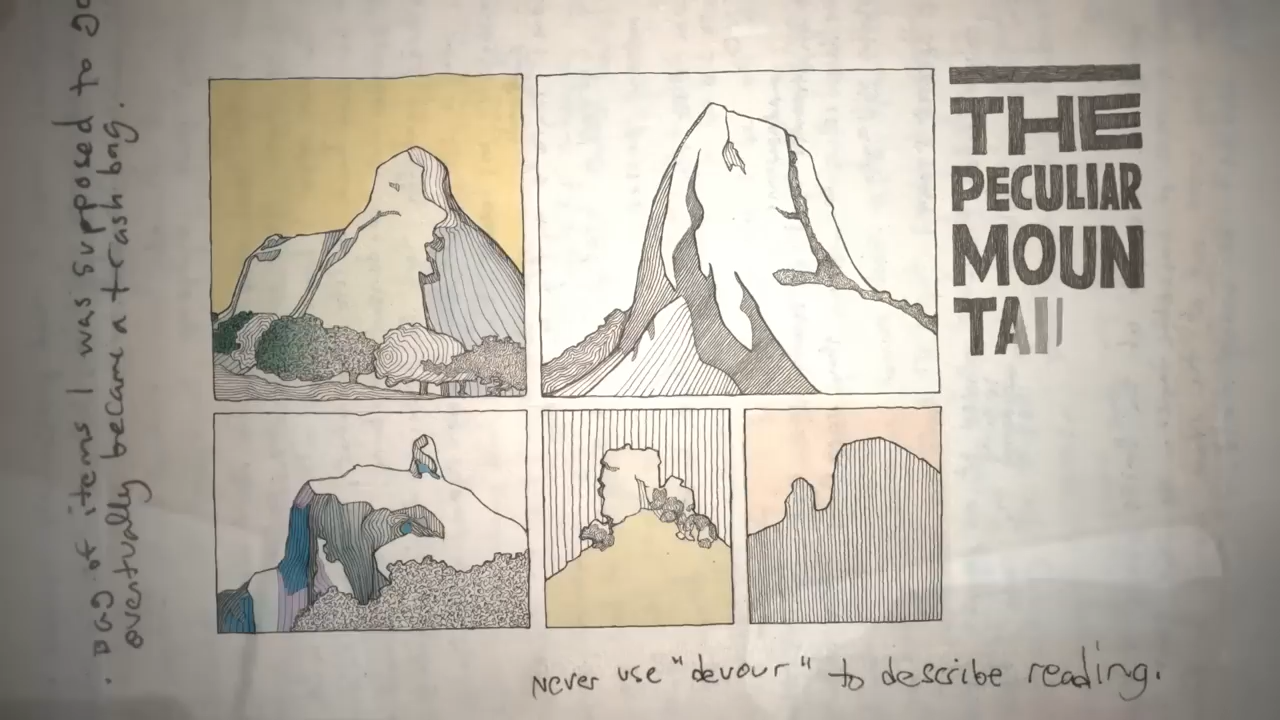 THE
PECULIAR
MOUN
TAI
Bag of items I was supposed to
eventually became a trash bag.
Never use "devour" to describe reading.